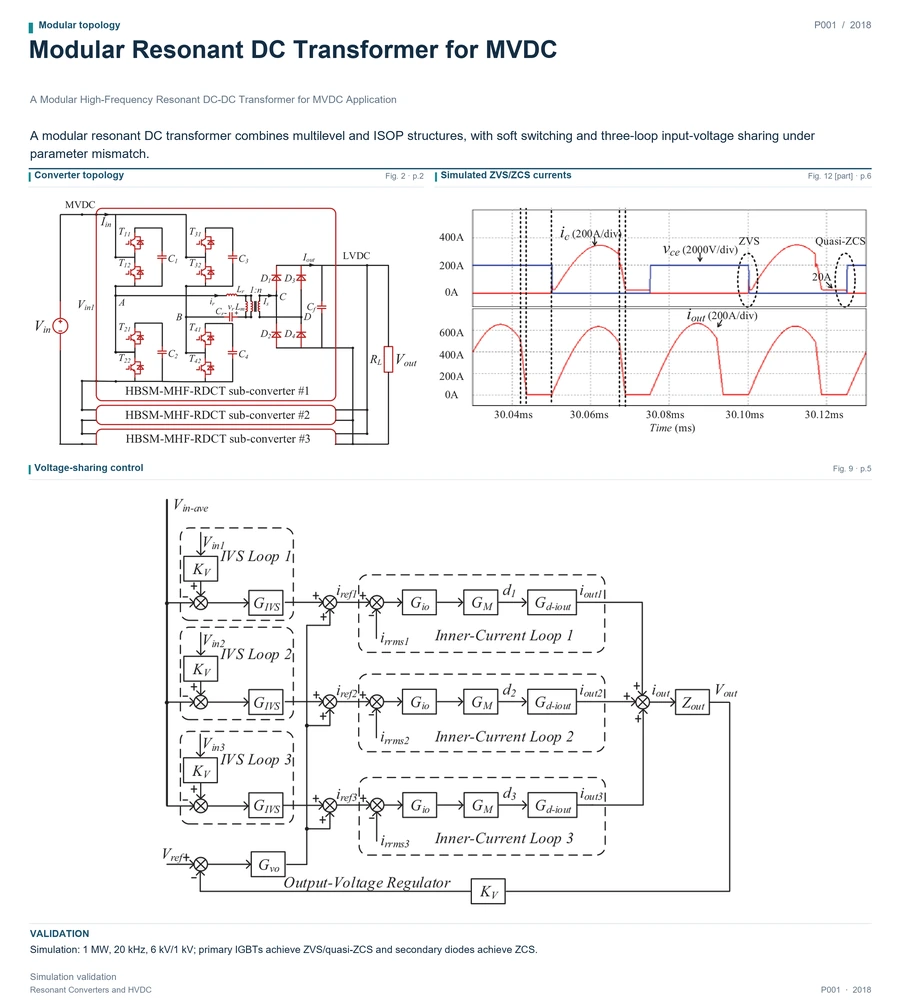 Modular topology
P001 / 2018
Modular Resonant DC Transformer for MVDC
A Modular High-Frequency Resonant DC-DC Transformer for MVDC Application
A modular resonant DC transformer combines multilevel and ISOP structures, with soft switching and three-loop input-voltage sharing under
parameter mismatch.
Converter topology
Fig. 2 · p.2
Simulated ZVS/ZCS currents
Fig. 12 [part] · p.6
MVDC
Iin
T11
T31
C1
C3
T12
T32
Iout
LVDC
D1
D3
Lr
1:n
Vin1
A
ir
C
Cf
Vin
B
Cr
Lm
D
T21
T41
D2
D4
C2
C4
T22
T42
RL
Vout
HBSM-MHF-RDCT sub-converter #1
HBSM-MHF-RDCT sub-converter #2
HBSM-MHF-RDCT sub-converter #3
ic (200A/div)
vce (2000V/div)
ZVS
Quasi-ZCS
400A
200A
20A
0A
iout (200A/div)
600A
400A
200A
0A
30.04ms
30.06ms
30.08ms
30.10ms
30.12ms
Time (ms)
Voltage-sharing control
Fig. 9 · p.5
Vin-ave
Vin1
IVS Loop 1
KV
+
-
GIVS
+
+
iref1
+
-
Gio
GM
d1
Gd-iout
iout1
irrms1
Inner-Current Loop 1
Vin2
IVS Loop 2
KV
+
-
GIVS
+
+
iref2
+
-
Gio
GM
d2
Gd-iout
iout2
irrms2
Inner-Current Loop 2
+
+
+
iout
Zout
Vout
Vin3
IVS Loop 3
KV
+
-
GIVS
+
+
iref3
+
-
Gio
GM
d3
Gd-iout
iout3
irrms3
Inner-Current Loop 3
Vref
+
-
Gvo
Output-Voltage Regulator
KV
VALIDATION
Simulation: 1 MW, 20 kHz, 6 kV/1 kV; primary IGBTs achieve ZVS/quasi-ZCS and secondary diodes achieve ZCS.
Simulation validation
Resonant Converters and HVDC
P001 · 2018